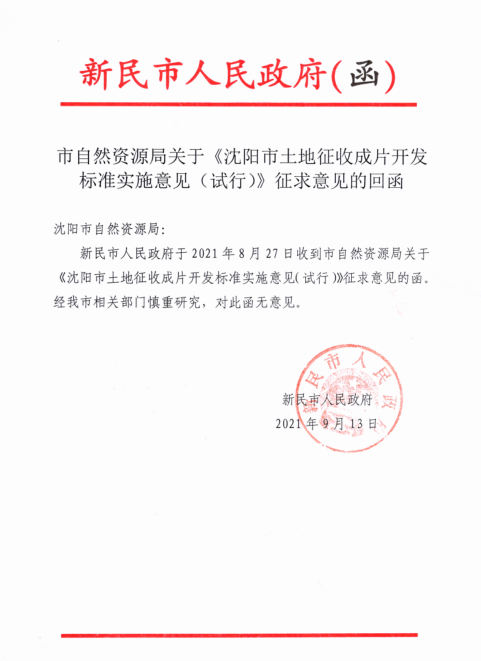 新民市人民政府(函)
市自然资源局关于《沈阳市土地征收成片开发
标准实施意见（试行）》征求意见的回函
沈阳市自然资源局：
新民市人民政府于2021年8月27日收到市自然资源局关于
《沈阳市土地征收成片开发标准实施意见(试行)》征求意见的函。
经我市相关部门慎重研究，对此函无意见。
新民市人民政府
新民市人民政府
2021年9月13日